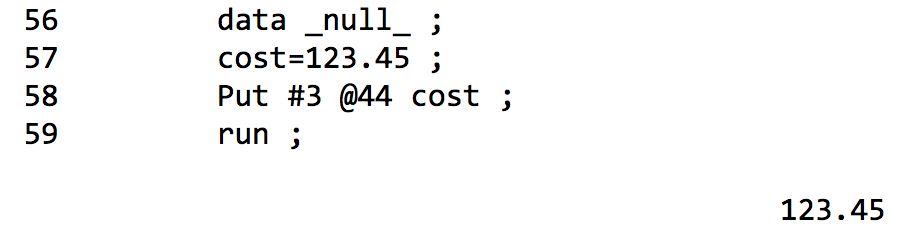 56 data _null_ ;
57 cost=123.45 ;
58 Put #3 @44 cost ;
59 run ;
123.45